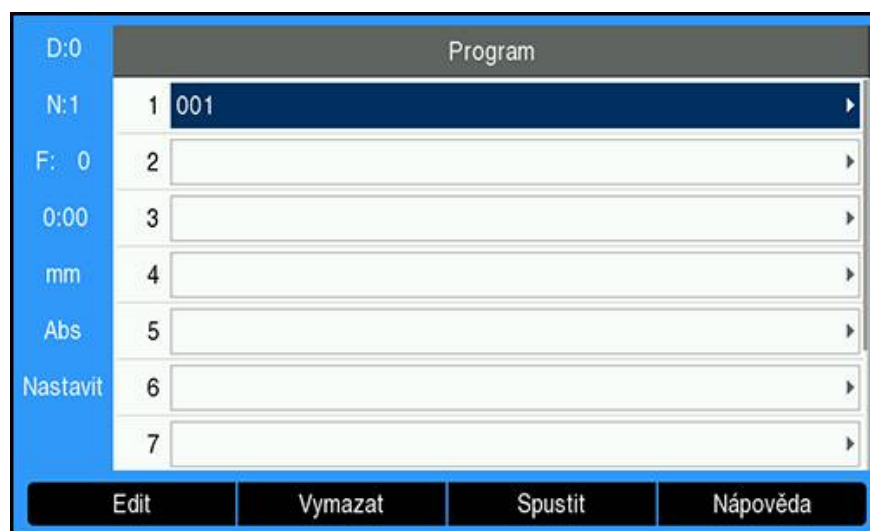 D:0
N:1
F: 0
0:00
mm
Abs
Nastavit
Program
1 001
2
3
4
5
6
7
Edit Vymazat Spustit Nápověda